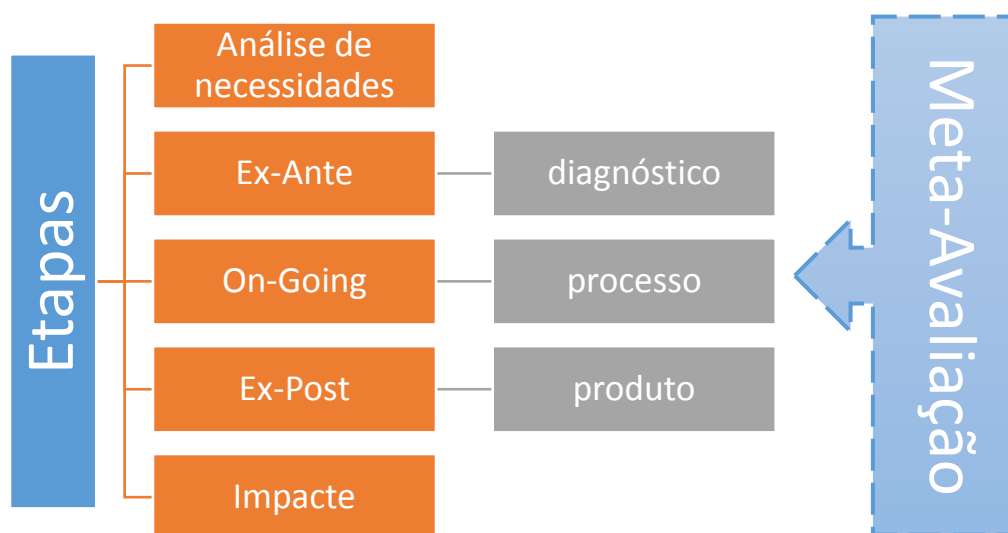 Etapas
Análise de
necessidades
Ex-Ante
diagnóstico
On-Going
processo
Ex-Post
produto
Impacte
Meta-Avaliação